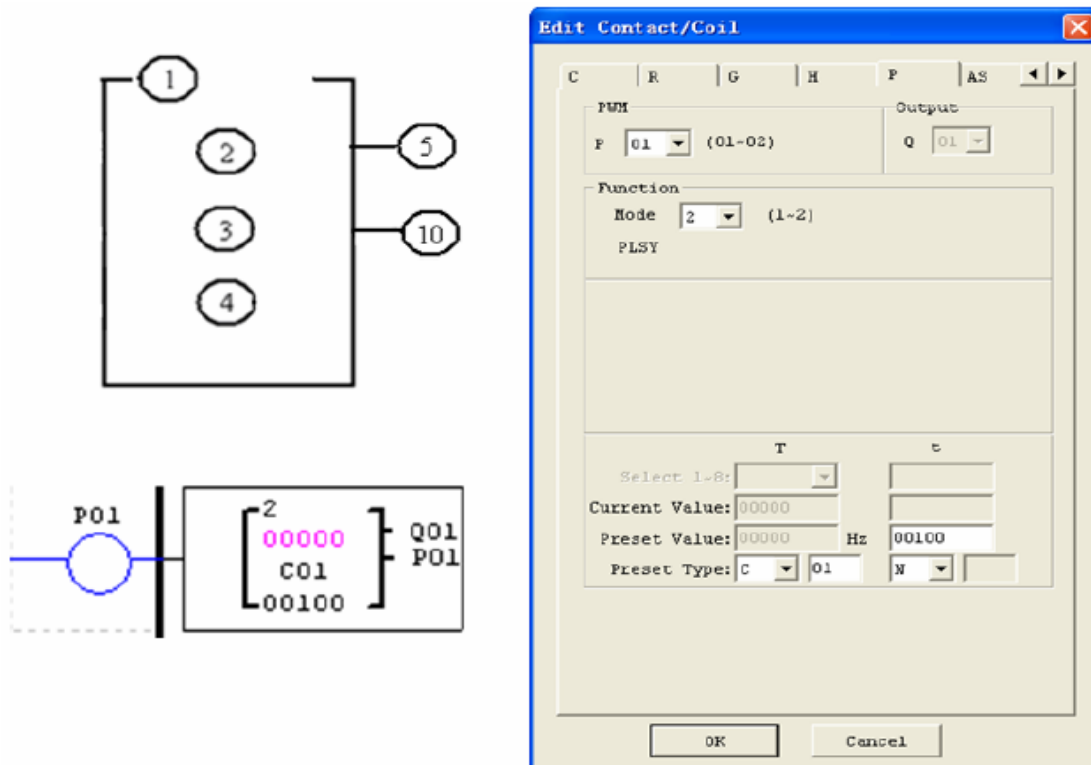 1
2
3
4
5
10
P01
2
00000
C01
00100
Q01
P01
Edit Contact/Coil
C R G H P AS
PWM
P 01 (01~02)
Output
Q 01
Function
Mode 2 (1~2)
PLSY
T t
Select 1~8:
Current Value: 00000
Preset Value: 00000 Hz 00100
Preset Type: C 01 N
OK Cancel